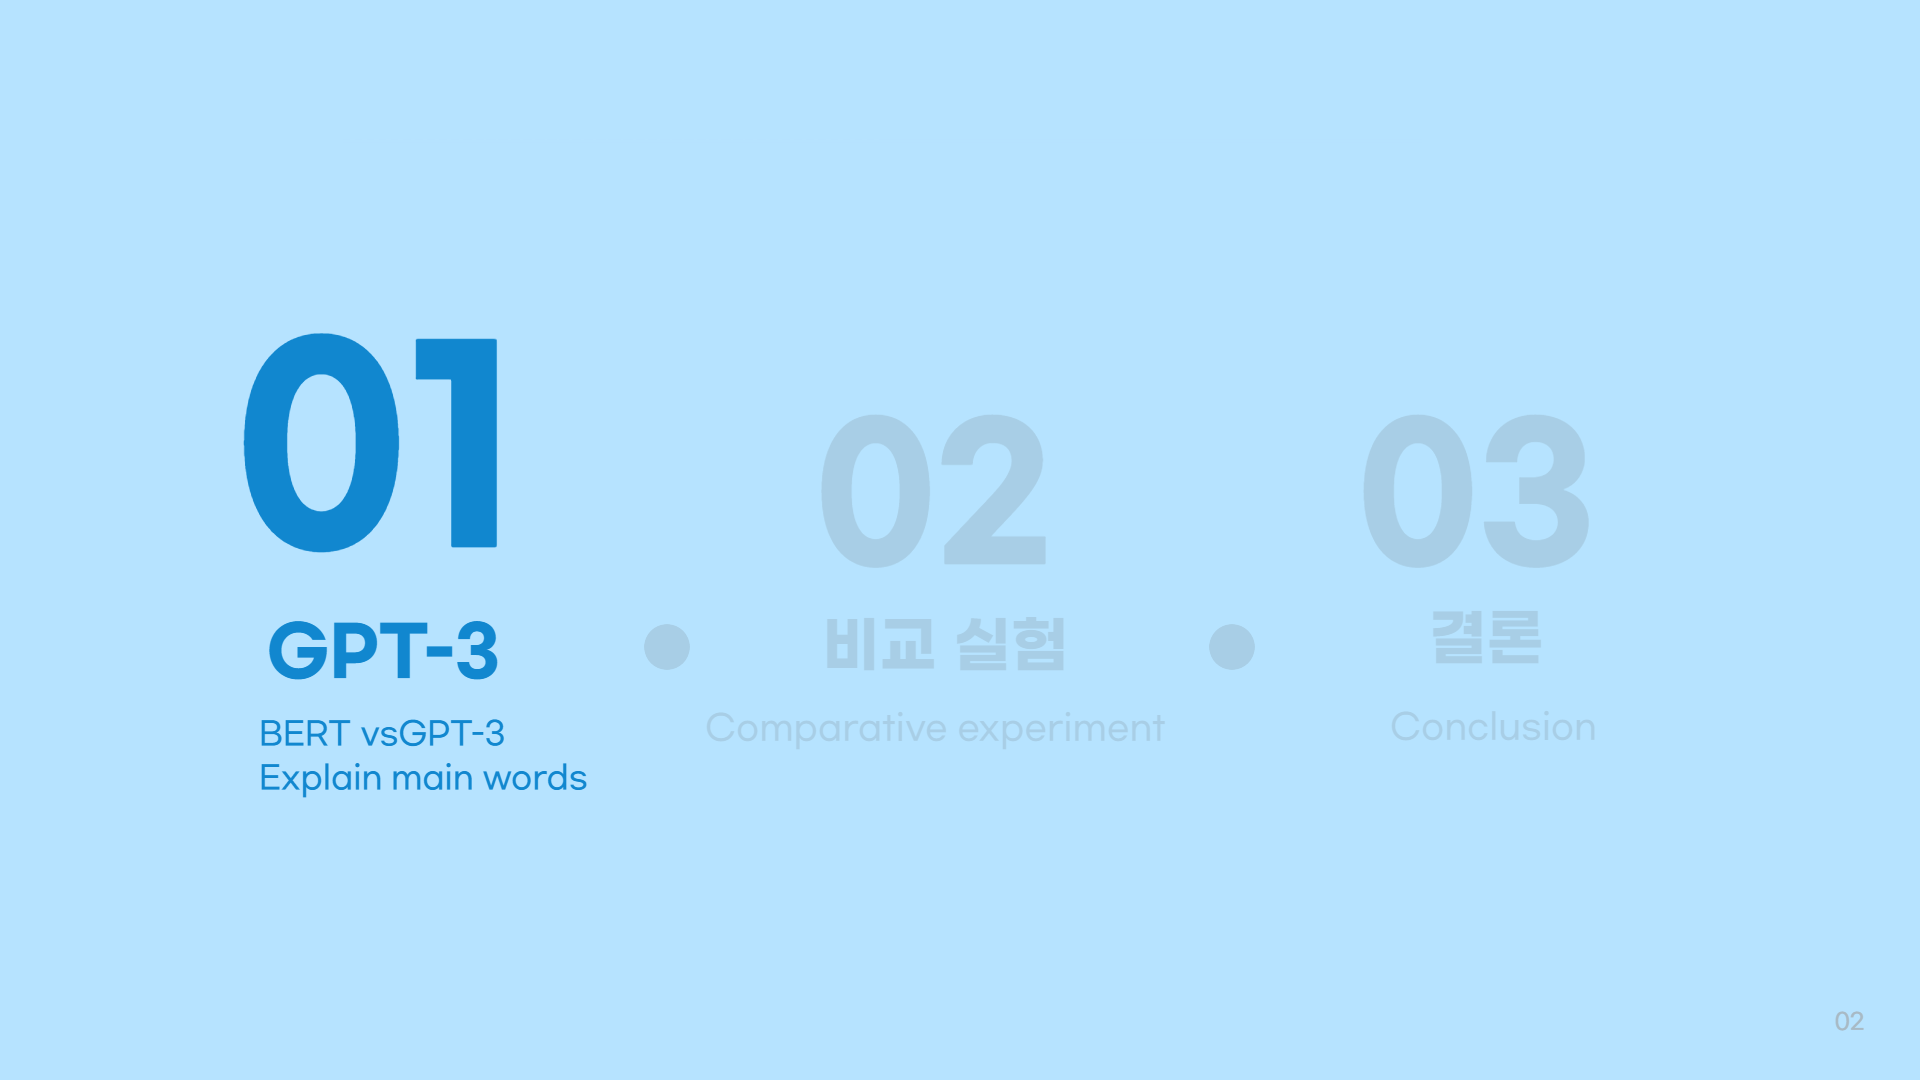 01
GPT-3
BERT vsGPT-3
Explain main words
02
비교 실험
Comparative experiment
03
결론
Conclusion
02